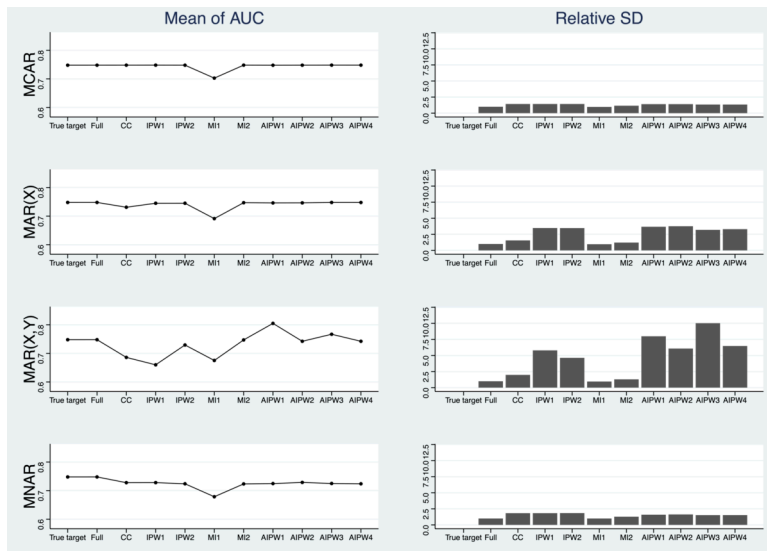 Mean of AUC
Relative SD
MCAR
0.6 0.7 0.8
True target Full CC IPW1 IPW2 MI1 MI2 AIPW1 AIPW2 AIPW3 AIPW4
0.0 2.5 5.0 7.5 10.0 12.5
Full CC IPW1 IPW2 MI1 MI2 AIPW1 AIPW2 AIPW3 AIPW4
True target
MAR(X)
0.6 0.7 0.8
True target Full CC IPW1 IPW2 MI1 MI2 AIPW1 AIPW2 AIPW3 AIPW4
0.0 2.5 5.0 7.5 10.0 12.5
True target Full CC IPW1 IPW2 MI1 MI2 AIPW1 AIPW2 AIPW3 AIPW4
MAR(X,Y)
0.6 0.7 0.8
True target Full CC IPW1 IPW2 MI1 MI2 AIPW1 AIPW2 AIPW3 AIPW4
0.0 2.5 5.0 7.5 10.0 12.5
True target Full CC IPW1 IPW2 MI1 MI2 AIPW1 AIPW2 AIPW3 AIPW4
MNAR
0.6 0.7 0.8
True target Full CC IPW1 IPW2 MI1 MI2 AIPW1 AIPW2 AIPW3 AIPW4
0.0 2.5 5.0 7.5 10.0 12.5
True target Full CC IPW1 IPW2 MI1 MI2 AIPW1 AIPW2 AIPW3 AIPW4